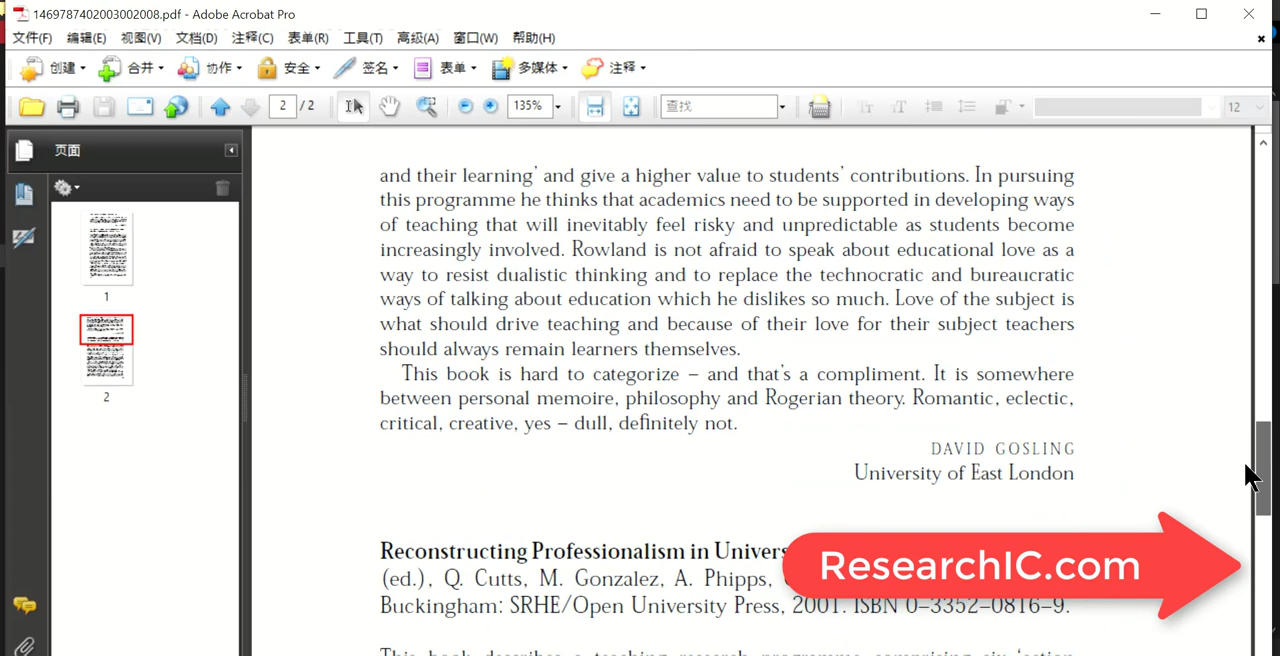 1469787402003002008.pdf - Adobe Acrobat Pro
文件(F) 编辑(E) 视图(V) 文档(D) 注释(C) 表单(R) 工具(T) 高级(A) 窗口(W) 帮助(H)
创建 合并 协作 安全 签名 表单 多媒体 注释
2 / 2 135% 查找 12
页面
1
2
and their learning’ and give a higher value to students’ contributions. In pursuing
this programme he thinks that academics need to be supported in developing ways
of teaching that will inevitably feel risky and unpredictable as students become
increasingly involved. Rowland is not afraid to speak about educational love as a
way to resist dualistic thinking and to replace the technocratic and bureaucratic
ways of talking about education which he dislikes so much. Love of the subject is
what should drive teaching and because of their love for their subject teachers
should always remain learners themselves.
This book is hard to categorize – and that’s a compliment. It is somewhere
between personal memoire, philosophy and Rogerian theory. Romantic, eclectic,
critical, creative, yes – dull, definitely not.
DAVID GOSLING
University of East London
Reconstructing Professionalism in
(ed.), Q. Cutts, M. Gonzalez, A. Phipps,
Buckingham: SRHE/Open University Press, 2001. ISBN 0–3352–0816–9.
This book describes a teaching research programme comprising six ‘action
ResearchIC.com